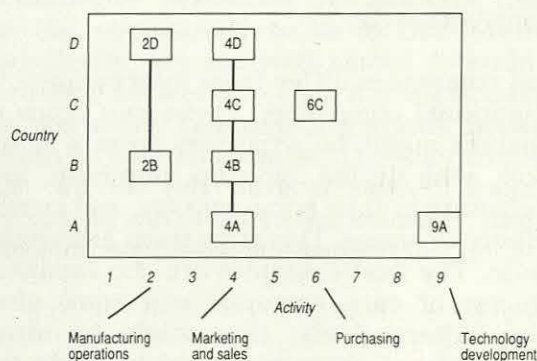 D 2D 4D
C 4C 6C
Country
B 2B 4B
A 4A 9A
1 2 3 4 5 6 7 8 9
Activity
Manufacturing Marketing Purchasing Technology
operations and sales development